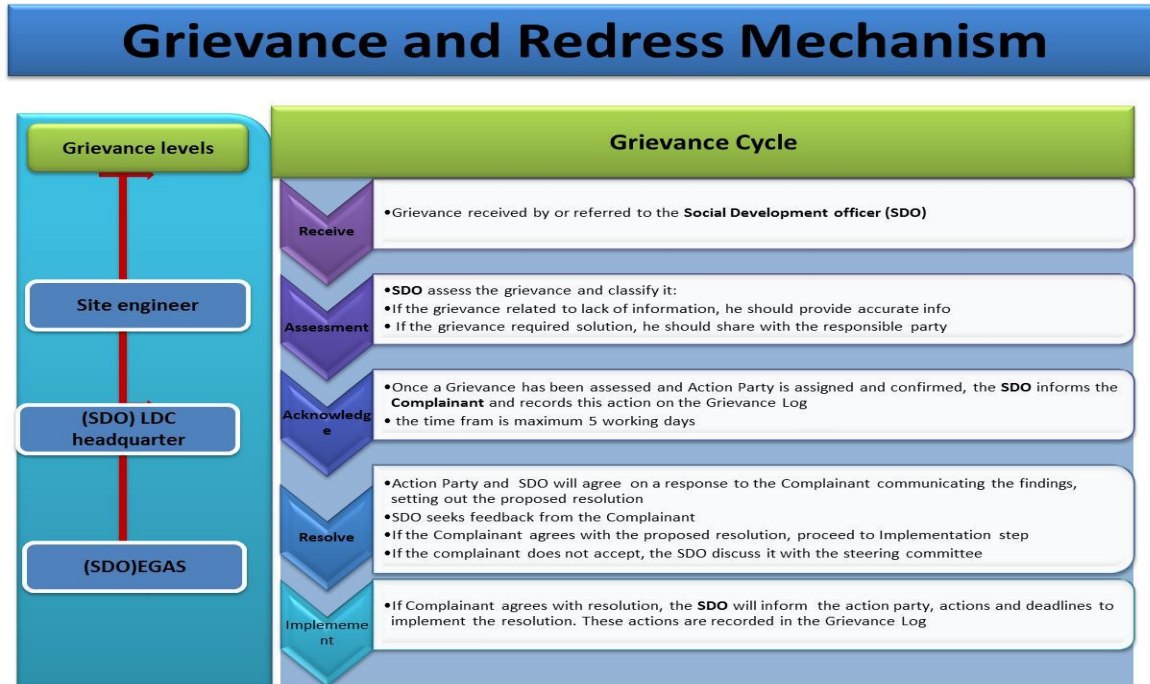 Grievance and Redress Mechanism
Grievance levels
Site engineer
(SDO) LDC
headquarter
(SDO)EGAS
Grievance Cycle
Receive
•Grievance received by or referred to the Social Development officer (SDO)
Assessment
•SDO assess the grievance and classify it:
•If the grievance related to lack of information, he should provide accurate info
• If the grievance required solution, he should share with the responsible party
Acknowledg
e
•Once a Grievance has been assessed and Action Party is assigned and confirmed, the SDO informs the
Complainant and records this action on the Grievance Log
• the time fram is maximum 5 working days
Resolve
•Action Party and SDO will agree on a response to the Complainant communicating the findings,
setting out the proposed resolution
•SDO seeks feedback from the Complainant
•If the Complainant agrees with the proposed resolution, proceed to Implementation step
•If the complainant does not accept, the SDO discuss it with the steering committee
Implememe
nt
•If Complainant agrees with resolution, the SDO will inform the action party, actions and deadlines to
implement the resolution. These actions are recorded in the Grievance Log